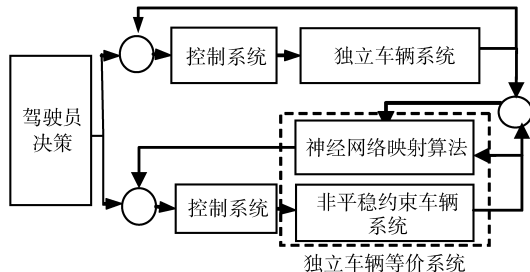 控制系统
独立车辆系统
驾驶员
决策
神经网络映射算法
控制系统
非平稳约束车辆
系统
独立车辆等价系统